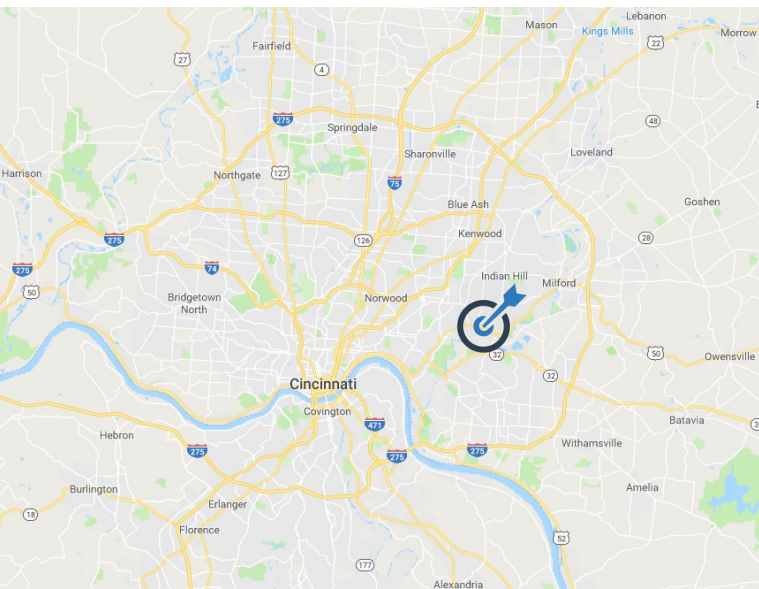 Lebanon
Mason
Kings Mills
Morrow
22
Fairfield
27
4
275
48
Springdale
Sharonville
Loveland
Harrison
Northgate
127
75
Blue Ash
Goshen
Kenwood
28
126
275
74
275
Indian Hill
Milford
50
Bridgetown
North
Norwood
32
50
Owensville
32
Cincinnati
Covington
471
Batavia
Hebron
275
275
275
Withamsville
Burlington
Amelia
Erlanger
18
Florence
52
177
Alexandria